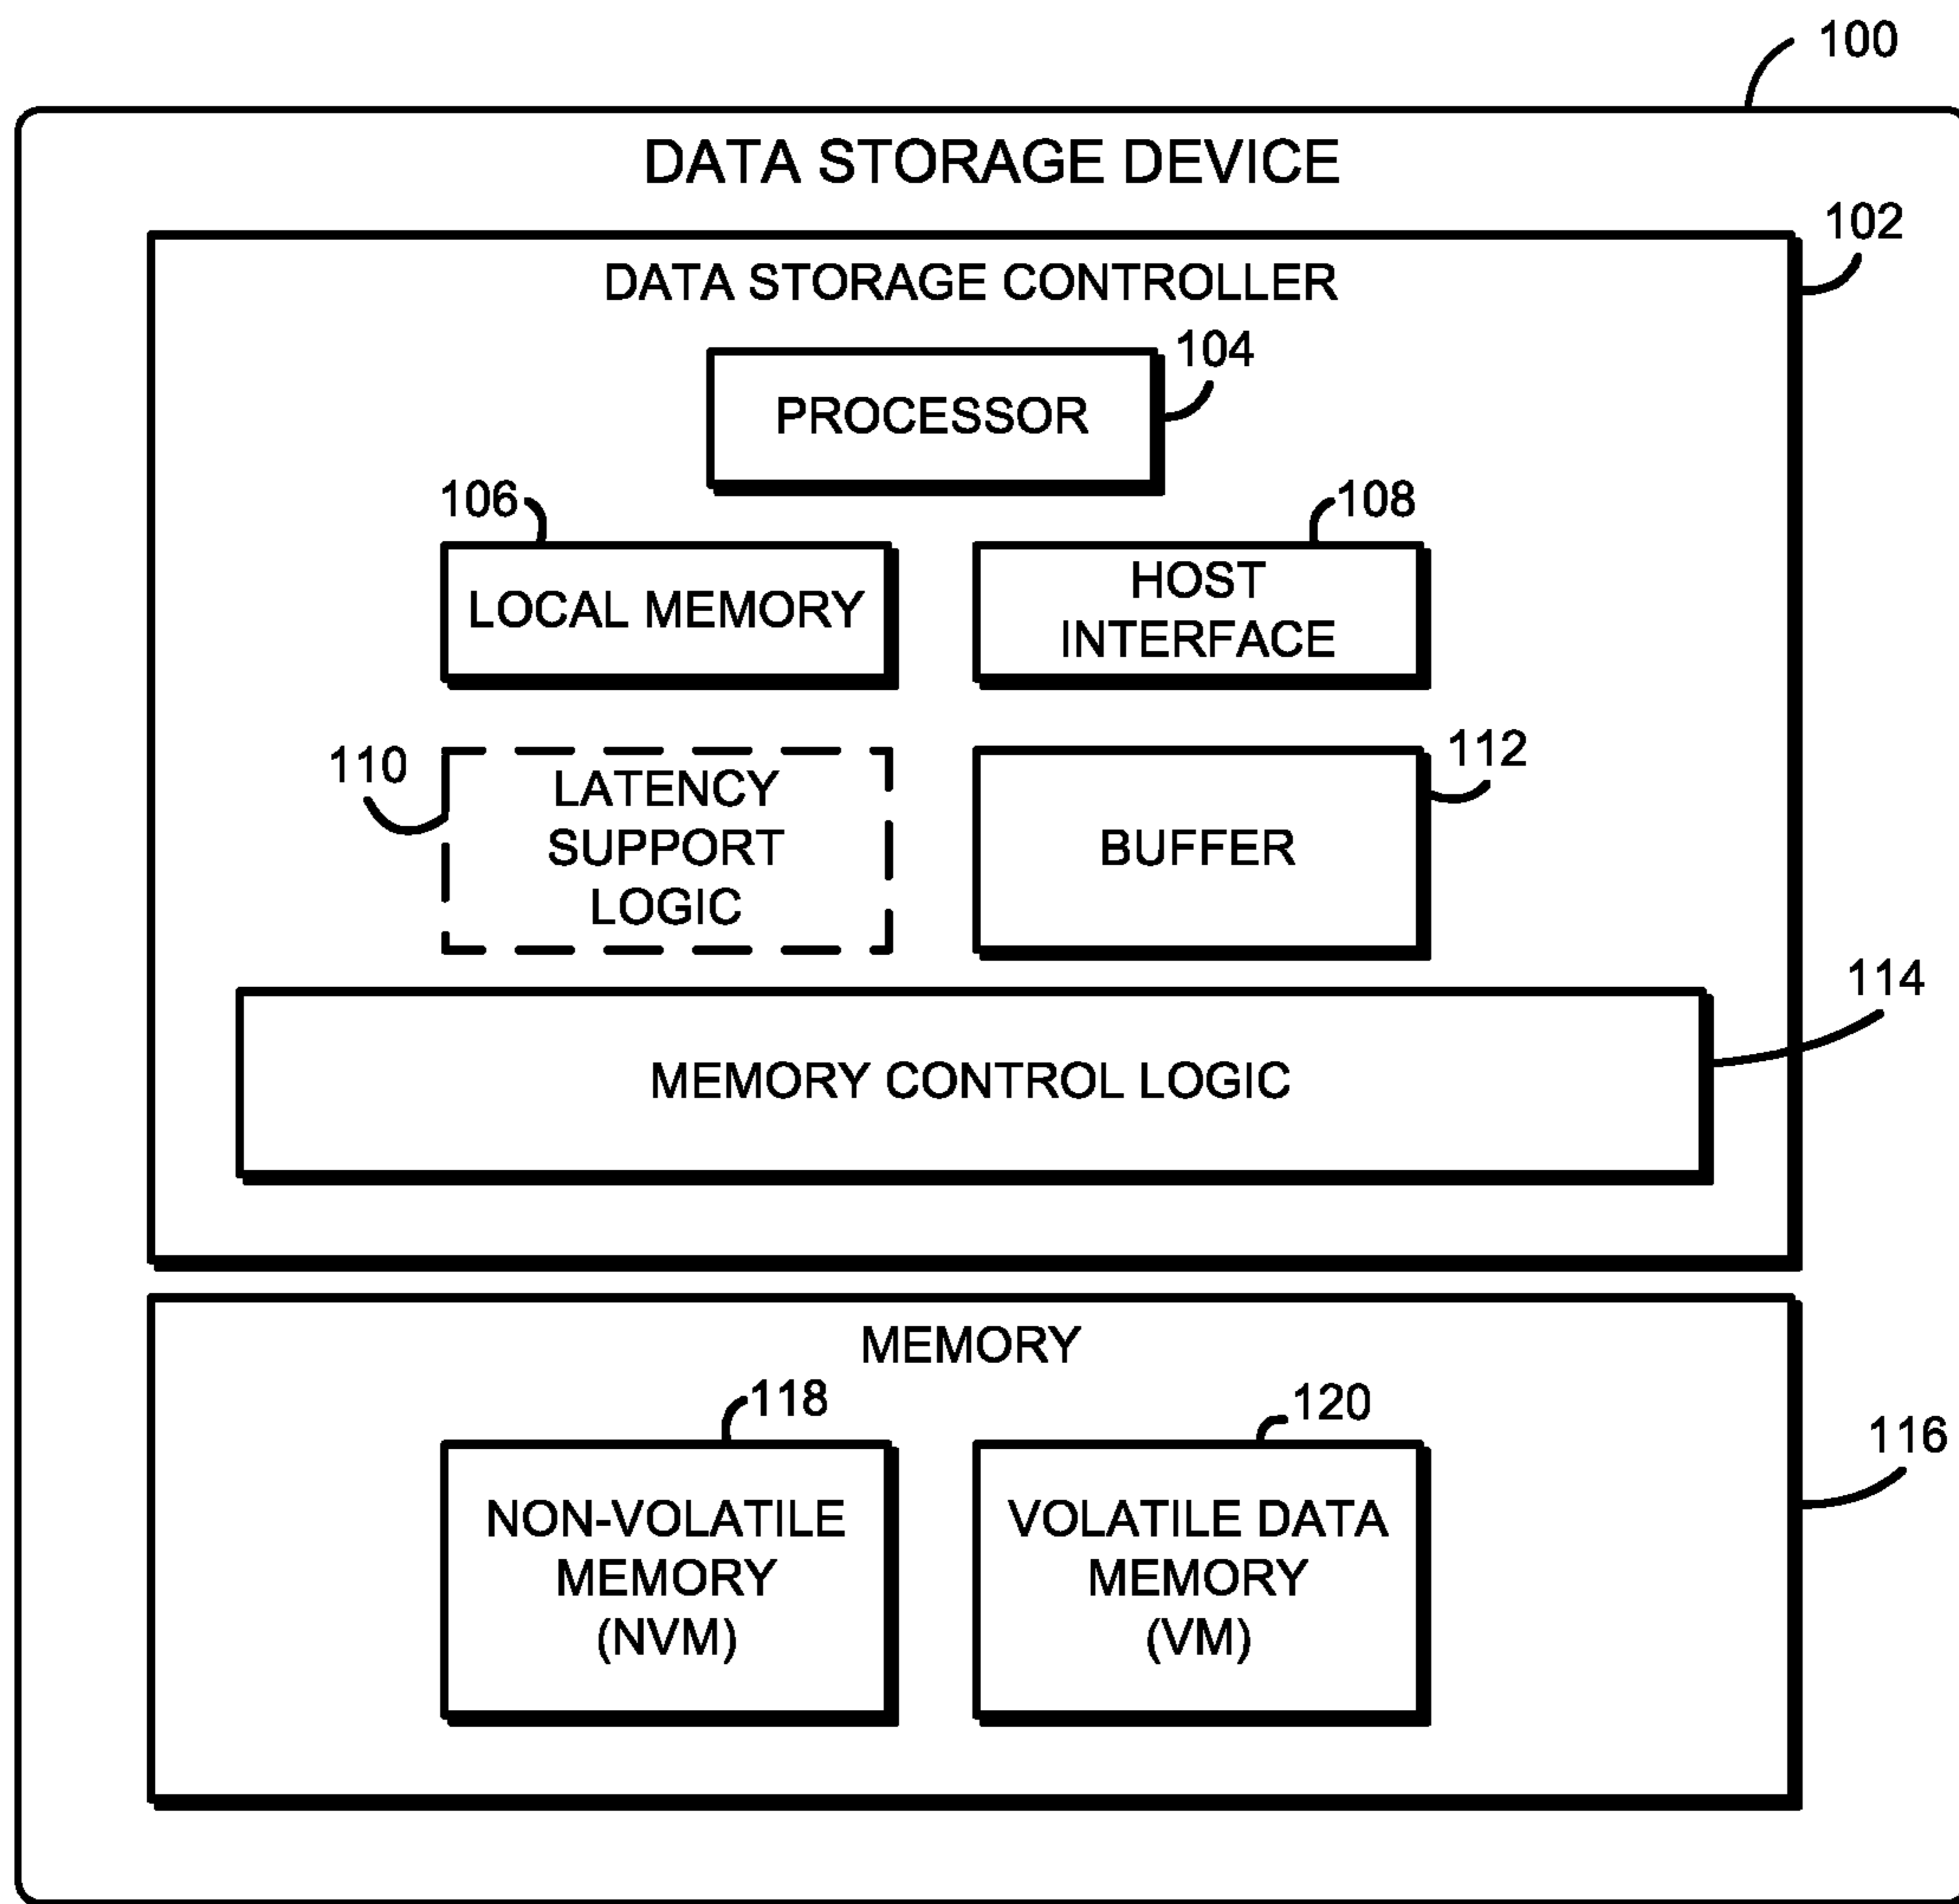 100
DATA STORAGE DEVICE
102
DATA STORAGE CONTROLLER
104
PROCESSOR
106
108
LOCAL MEMORY
HOST
INTERFACE
110
LATENCY
SUPPORT
LOGIC
112
BUFFER
114
MEMORY CONTROL LOGIC
MEMORY
118
120
116
NON-VOLATILE
MEMORY
(NVM)
VOLATILE DATA
MEMORY
(VM)